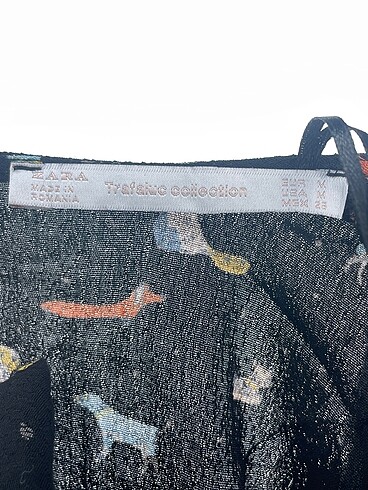 ZARA
MADE IN
ROMANIA
Trafaluc collection
EUR M
USA M
MEX 28